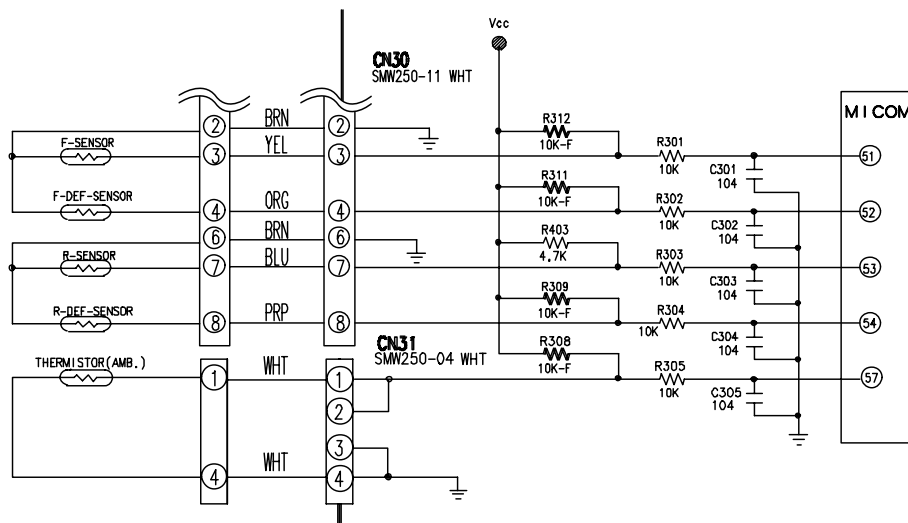 Vcc
CN30
SMW250-11 WHT
MICOM
R312
10K-F
BRN
2
2
F-SENSOR
3
YEL
3
R301
10K
C301
104
51
R311
10K-F
F-DEF-SENSOR
4
ORG
4
R302
10K
C302
104
52
BRN
6
6
R403
4.7K
R-SENSOR
7
BLU
7
R303
10K
C303
104
53
R309
10K-F
R-DEF-SENSOR
8
PRP
8
R304
10K
C304
104
54
CN31
SMW250-04 WHT
R308
10K-F
THERMISTOR(AMB.)
1
WHT
1
R305
10K
C305
104
57
2
3
4
WHT
4